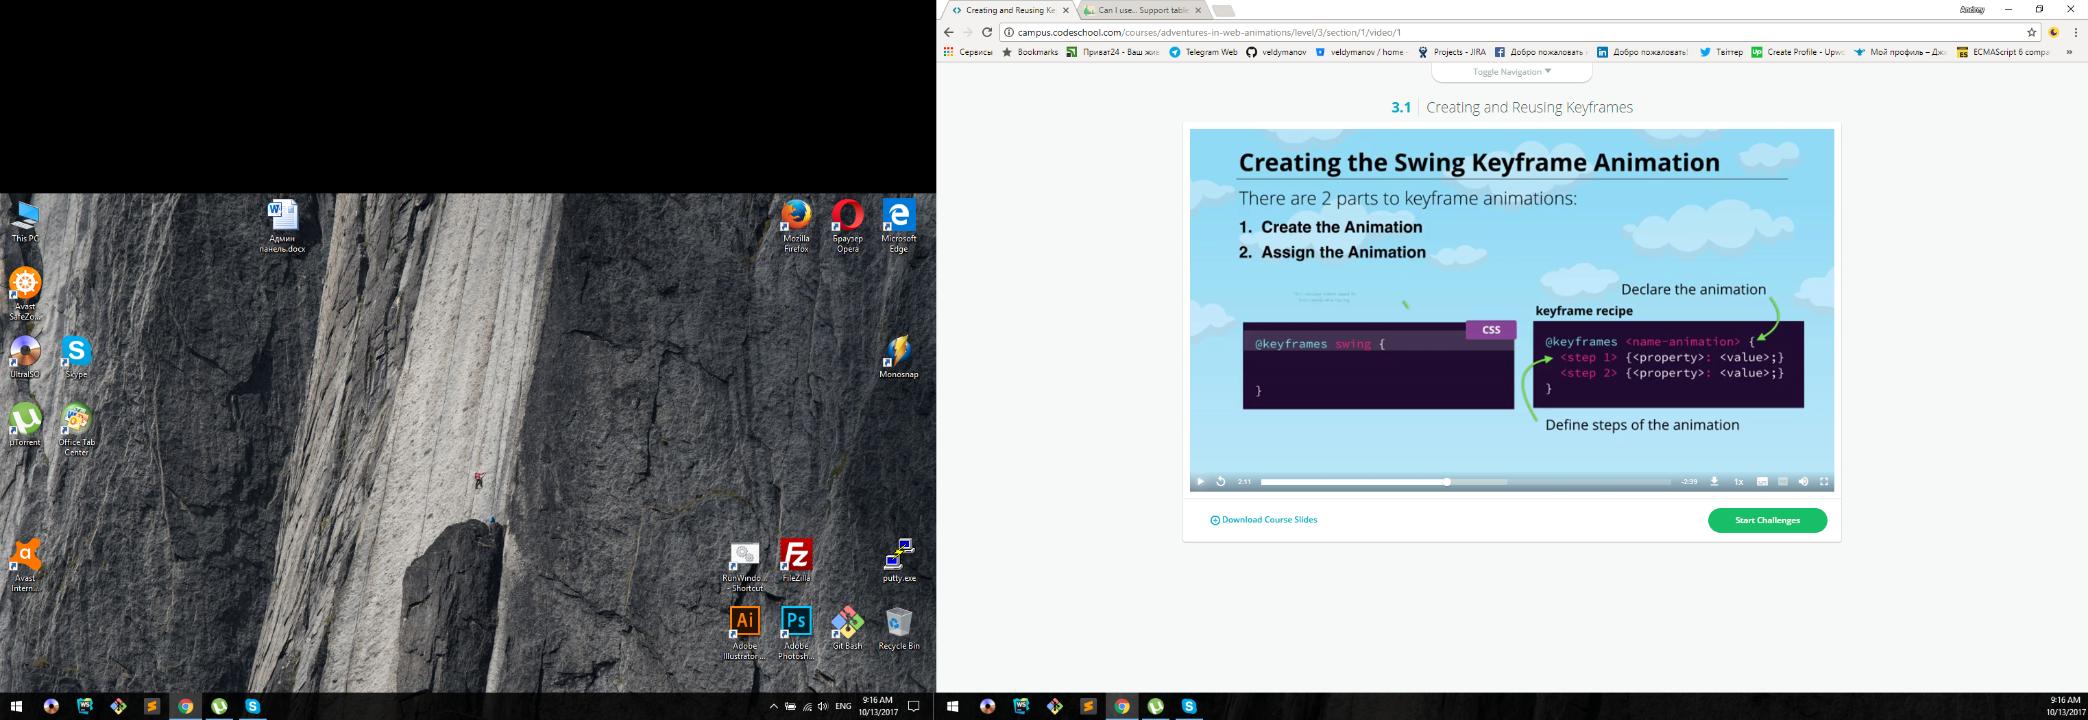 This PC
Админ
панель.docx
Mozilla
Firefox
Браузер
Opera
Microsoft
Edge
Avast
SafeZo...
UltraISO
Skype
Monosnap
µTorrent
Office Tab
Center
Avast
Intern...
RunWindo...
- Shortcut
FileZilla
putty.exe
Adobe
Illustrator ...
Adobe
Photosh...
Git Bash
Recycle Bin
ENG
9:16 AM
10/13/2017
Creating and Reusing Ke
Can I use... Support table
Andrey
campus.codeschool.com/courses/adventures-in-web-animations/level/3/section/1/video/1
Сервисы
Bookmarks
Приват24 - Ваш жиз
Telegram Web
veldymanov
veldymanov / home
Projects - JIRA
Добро пожаловать
Добро пожаловать!
Твіттер
Create Profile - Upwo
Мой профиль – Джи
ECMAScript 6 compa
»
Toggle Navigation
3.1 Creating and Reusing Keyframes
Creating the Swing Keyframe Animation
There are 2 parts to keyframe animations:
1. Create the Animation
2. Assign the Animation
Declare the animation
keyframe recipe
CSS
@keyframes swing {
}
@keyframes <name-animation> {
<step 1> {<property>: <value>;}
<step 2> {<property>: <value>;}
}
Define steps of the animation
2:11
-2:39
1x
Download Course Slides
Start Challenges
9:16 AM
10/13/2017